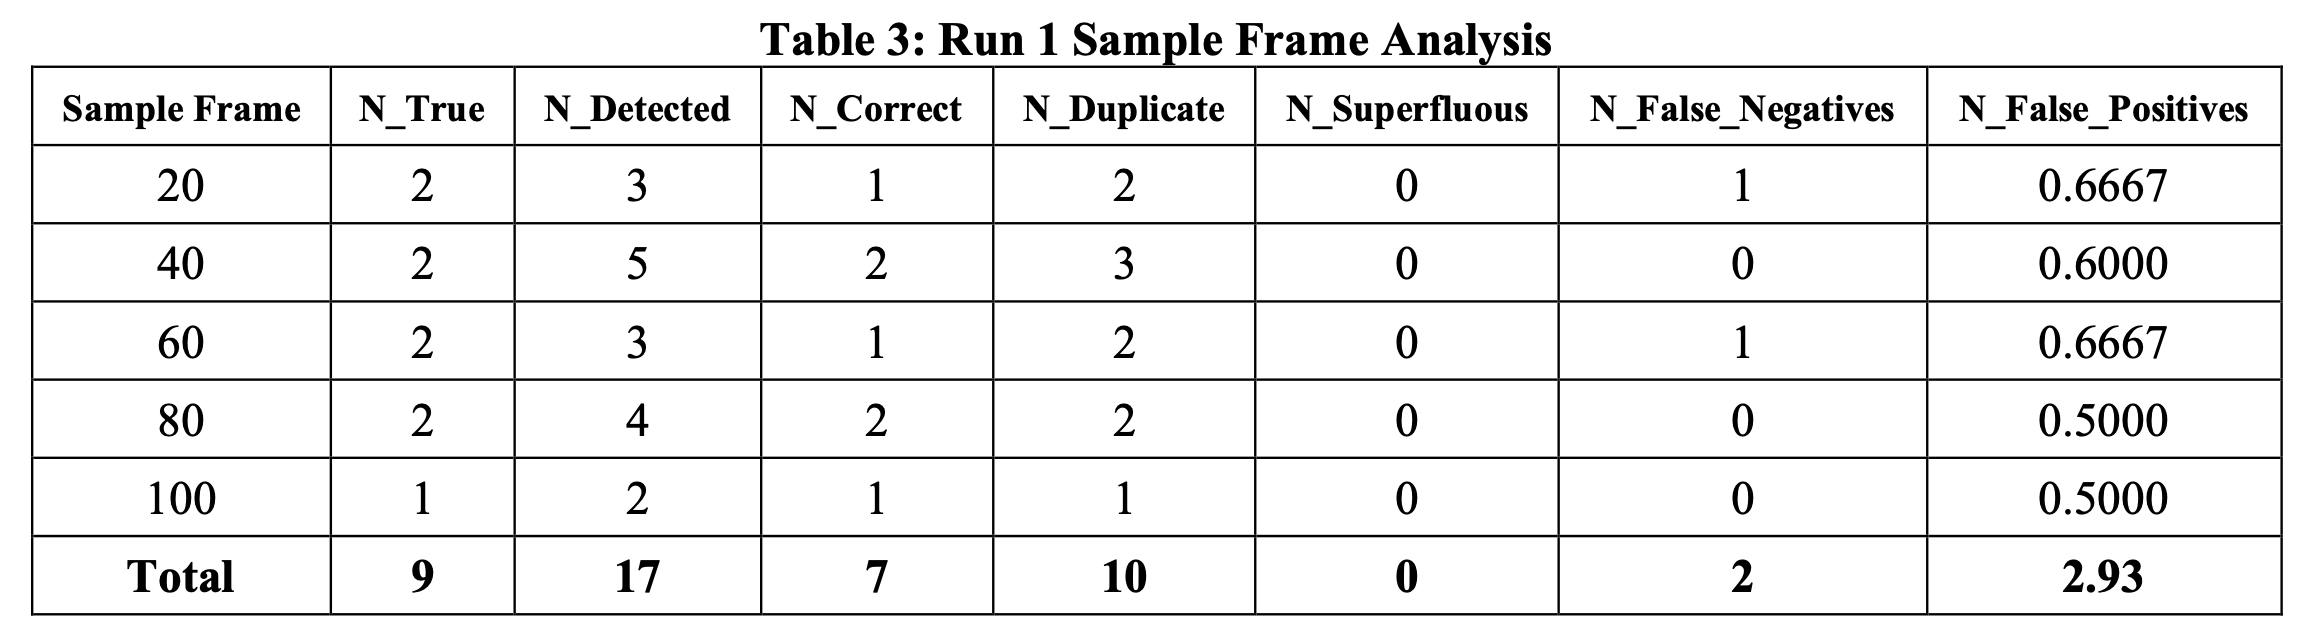 Table 3: Run 1 Sample Frame Analysis
Sample Frame N_True N_Detected N_Correct N_Duplicate N_Superfluous N_False_Negatives N_False_Positives
20 2 3 1 2 0 1 0.6667
40 2 5 2 3 0 0 0.6000
60 2 3 1 2 0 1 0.6667
80 2 4 2 2 0 0 0.5000
100 1 2 1 1 0 0 0.5000
Total 9 17 7 10 0 2 2.93